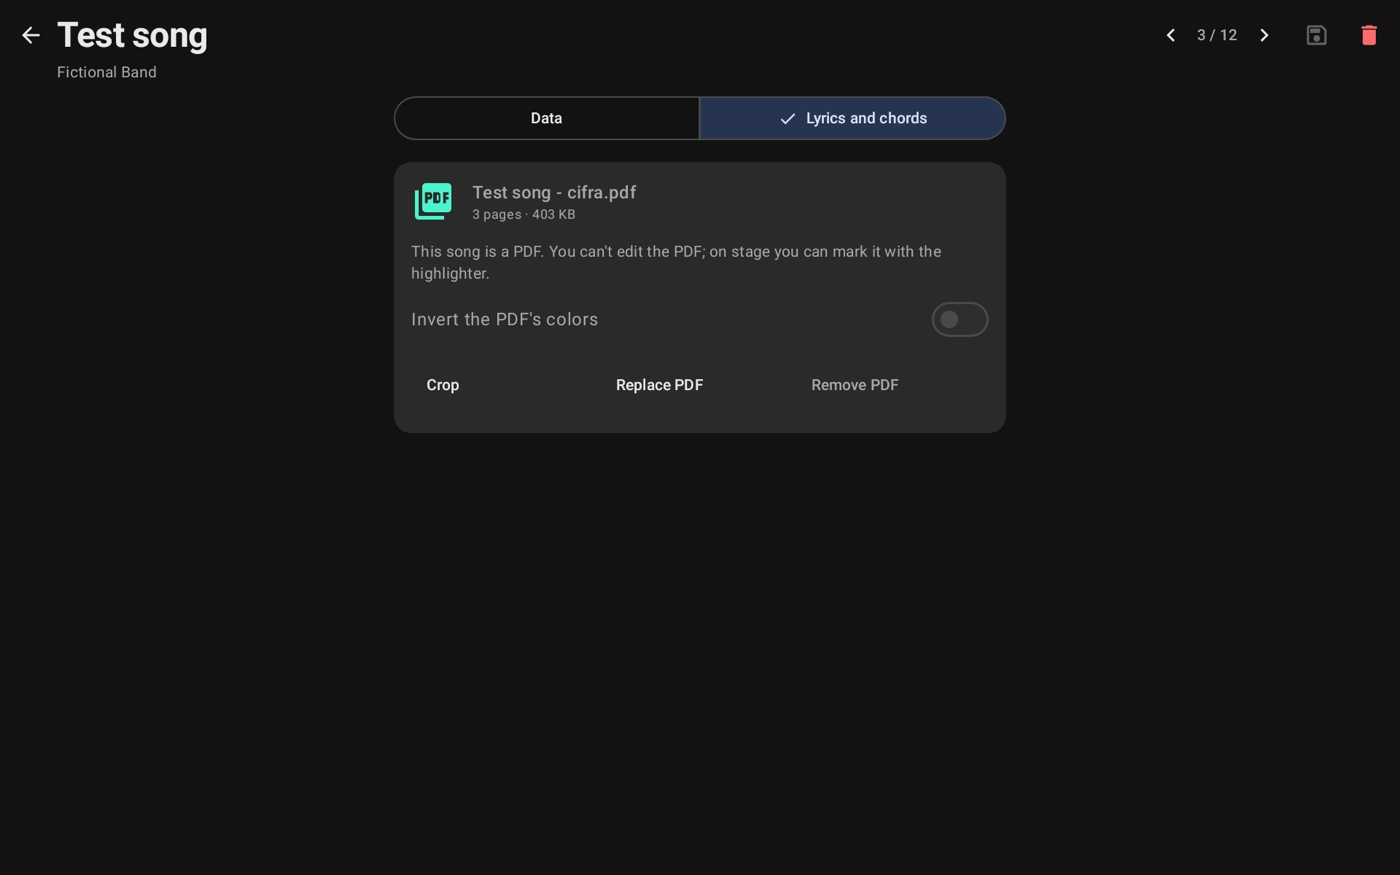 Test song
3 / 12
Fictional Band
Data
Lyrics and chords
PDF
Test song - cifra.pdf
3 pages · 403 KB
This song is a PDF. You can't edit the PDF; on stage you can mark it with the
highlighter.
Invert the PDF's colors
Crop
Replace PDF
Remove PDF